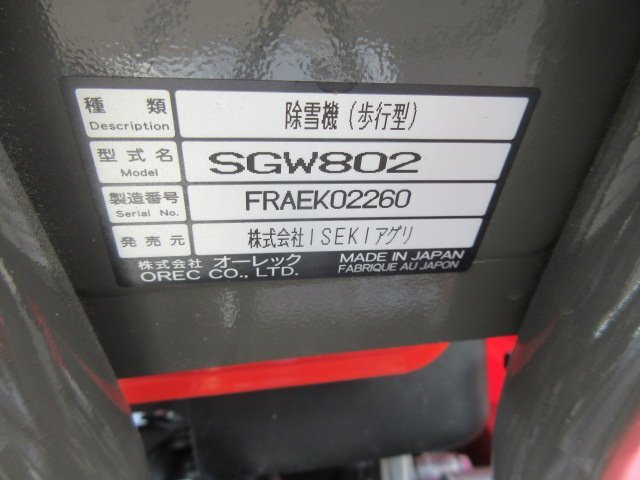 種類 除雪機(歩行型)
Description
型式名 SGW802
Model
製造番号 FRAEK02260
Serial No.
発売元 株式会社ISEKIアグリ
株式会社 オーレック MADE IN JAPAN
OREC CO., LTD. FABRIQUE AU JAPON